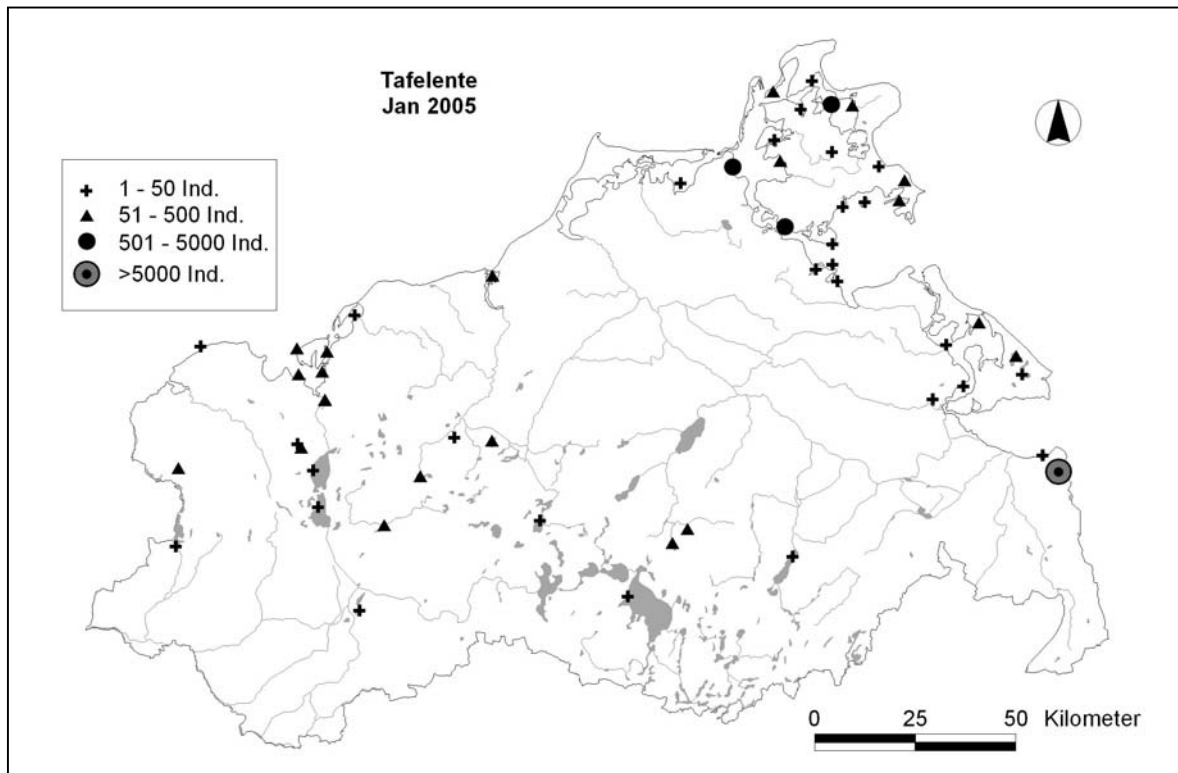 Tafelente
Jan 2005
1 - 50 Ind.
51 - 500 Ind.
501 - 5000 Ind.
>5000 Ind.
0 25 50 Kilometer